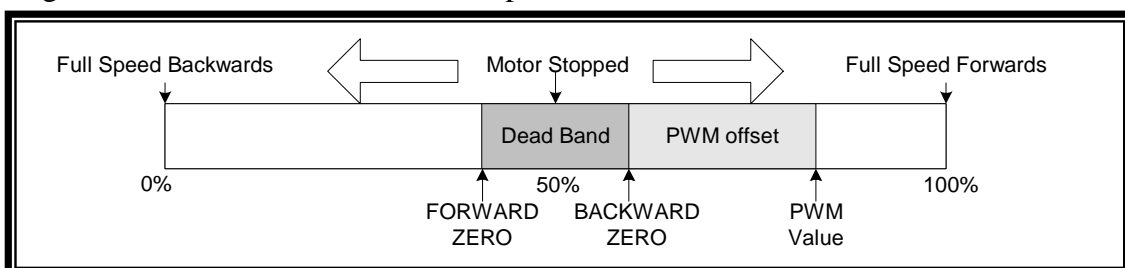 Full Speed Backwards Motor Stopped Full Speed Forwards
Dead Band PWM offset
0% 50% 100%
FORWARD ZERO
BACKWARD ZERO
PWM Value